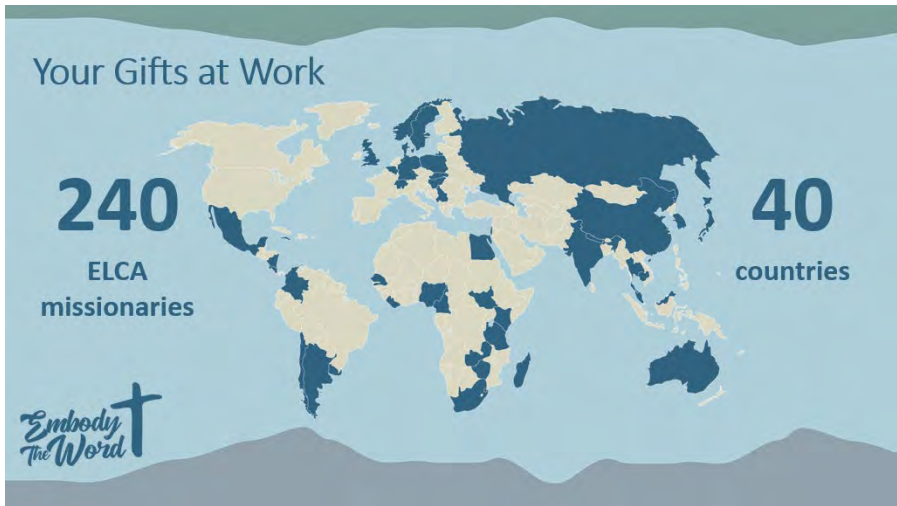 Your Gifts at Work
240
ELCA
missionaries
40
countries
Embody
The Word